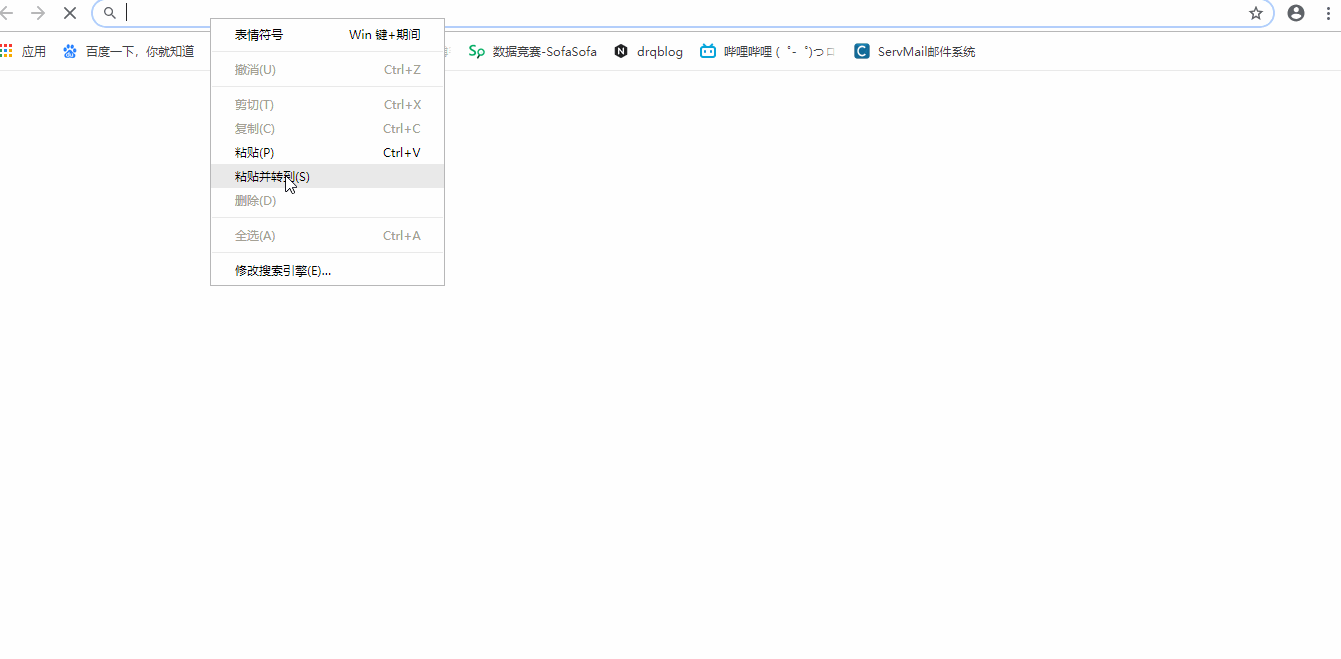 表情符号 Win 键+期间
应用 百度一下，你就知道 数据竞赛-SofaSofa drqblog 哔哩哔哩 ( ゜- ゜)つロ ServMail邮件系统
撤消(U) Ctrl+Z
剪切(T) Ctrl+X
复制(C) Ctrl+C
粘贴(P) Ctrl+V
粘贴并转到(S)
删除(D)
全选(A) Ctrl+A
修改搜索引擎(E)...